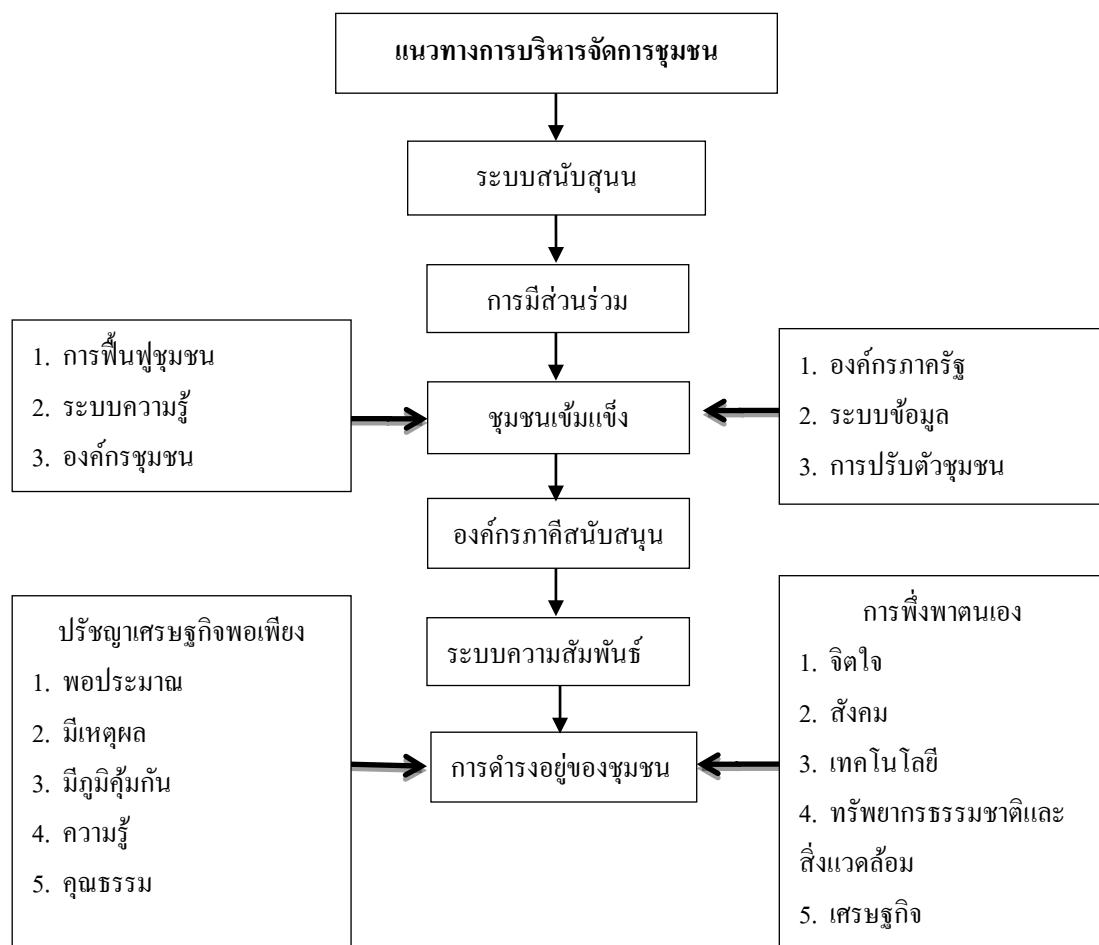 แนวทางการบริหารจัดการชุมชน
ระบบสนับสุนน
การมีส่วนร่วม
1. การฟื้นฟูชุมชน
2. ระบบความรู้
3. องค์กรชุมชน
ชุมชนเข้มแข็ง
1. องค์กรภาครัฐ
2. ระบบข้อมูล
3. การปรับตัวชุมชน
องค์กรภาคีสนับสนุน
ระบบความสัมพันธ์
ปรัชญาเศรษฐกิจพอเพียง
1. พอประมาณ
2. มีเหตุผล
3. มีภูมิคุ้มกัน
4. ความรู้
5. คุณธรรม
การดำรงอยู่ของชุมชน
การพึ่งพาตนเอง
1. จิตใจ
2. สังคม
3. เทคโนโลยี
4. ทรัพยากรธรรมชาติและ
สิ่งแวดล้อม
5. เศรษฐกิจ